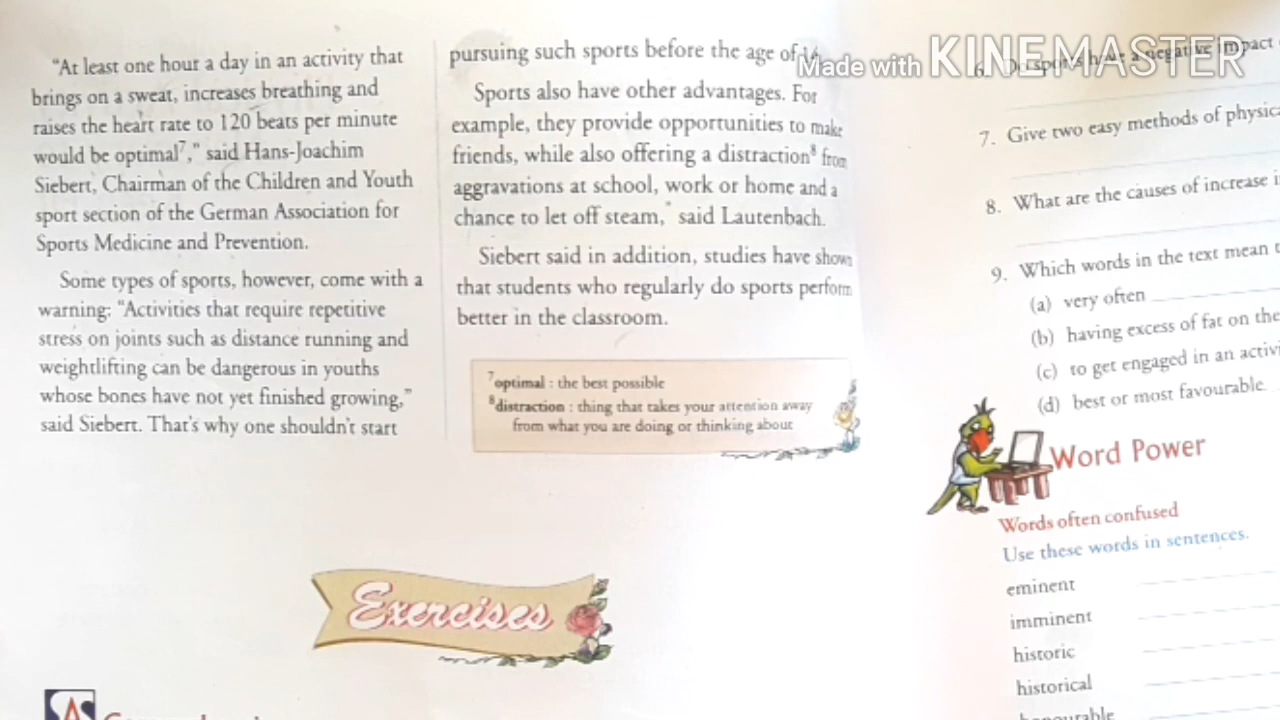 "At least one hour a day in an activity that
brings on a sweat, increases breathing and
raises the heart rate to 120 beats per minute
would be optimal⁷," said Hans-Joachim
Siebert, Chairman of the Children and Youth
sport section of the German Association for
Sports Medicine and Prevention.
Some types of sports, however, come with a
warning: "Activities that require repetitive
stress on joints such as distance running and
weightlifting can be dangerous in youths
whose bones have not yet finished growing,"
said Siebert. That's why one shouldn't start
pursuing such sports before the age of
Sports also have other advantages. For
example, they provide opportunities to make
friends, while also offering a distraction⁸ from
aggravations at school, work or home and a
chance to let off steam," said Lautenbach.
Siebert said in addition, studies have shown
that students who regularly do sports perform
better in the classroom.
⁷optimal : the best possible
⁸distraction : thing that takes your attention away
from what you are doing or thinking about
Exercises
Made with KINEMASTER
6. Do sports have a negative impact
7. Give two easy methods of
8. What are the causes of increase
9. Which words in the text mean
(a) very often
(b) having excess of fat on the
(c) to get engaged in an
(d) best or most favourable.
Word Power
Words often confused
Use these words in sentences.
eminent
imminent
historic
historical